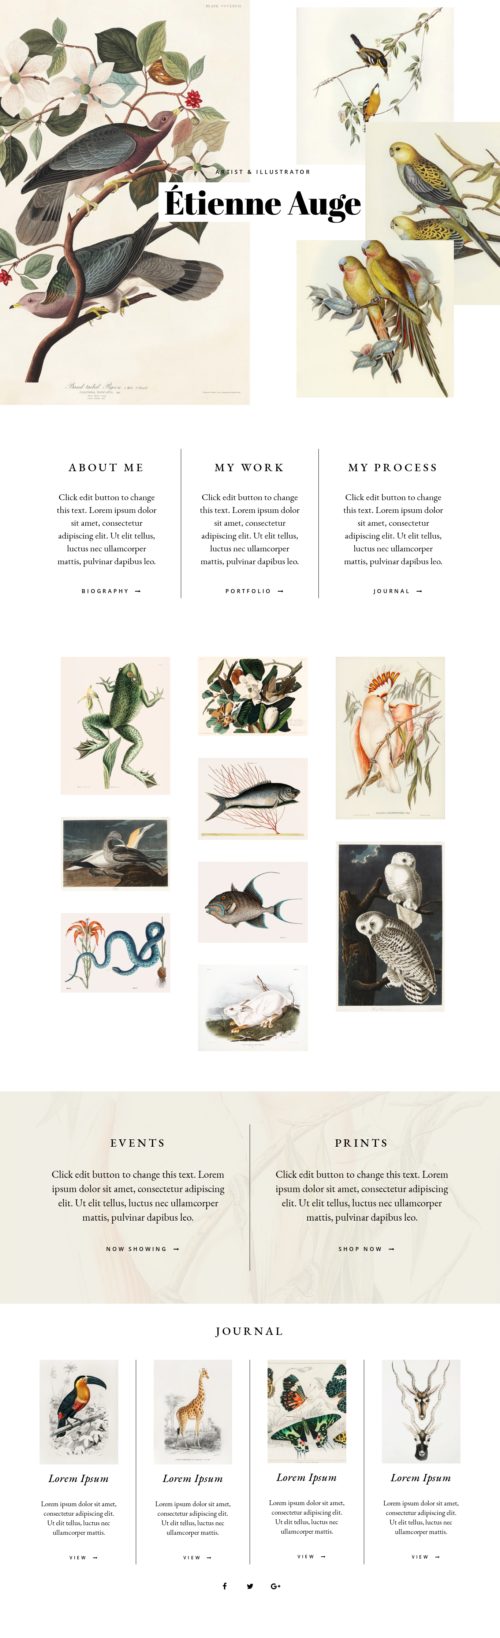 ARTIST & ILLUSTRATOR
Étienne Auge
ABOUT ME
Click edit button to change
this text. Lorem ipsum dolor
sit amet, consectetur
adipiscing elit. Ut elit tellus,
luctus nec ullamcorper
mattis, pulvinar dapibus leo.
BIOGRAPHY →
MY WORK
Click edit button to change
this text. Lorem ipsum dolor
sit amet, consectetur
adipiscing elit. Ut elit tellus,
luctus nec ullamcorper
mattis, pulvinar dapibus leo.
PORTFOLIO →
MY PROCESS
Click edit button to change
this text. Lorem ipsum dolor
sit amet, consectetur
adipiscing elit. Ut elit tellus,
luctus nec ullamcorper
mattis, pulvinar dapibus leo.
JOURNAL →
EVENTS
Click edit button to change this text. Lorem
ipsum dolor sit amet, consectetur adipiscing
elit. Ut elit tellus, luctus nec ullamcorper
mattis, pulvinar dapibus leo.
NOW SHOWING →
PRINTS
Click edit button to change this text. Lorem
ipsum dolor sit amet, consectetur adipiscing
elit. Ut elit tellus, luctus nec ullamcorper
mattis, pulvinar dapibus leo.
SHOP NOW →
JOURNAL
Lorem Ipsum
Lorem ipsum dolor sit amet,
consectetur adipiscing elit.
Ut elit tellus, luctus nec
ullamcorper mattis.
VIEW →
Lorem Ipsum
Lorem ipsum dolor sit amet,
consectetur adipiscing elit.
Ut elit tellus, luctus nec
ullamcorper mattis.
VIEW →
Lorem Ipsum
Lorem ipsum dolor sit amet,
consectetur adipiscing elit.
Ut elit tellus, luctus nec
ullamcorper mattis.
VIEW →
Lorem Ipsum
Lorem ipsum dolor sit amet,
consectetur adipiscing elit.
Ut elit tellus, luctus nec
ullamcorper mattis.
VIEW →
f
G+